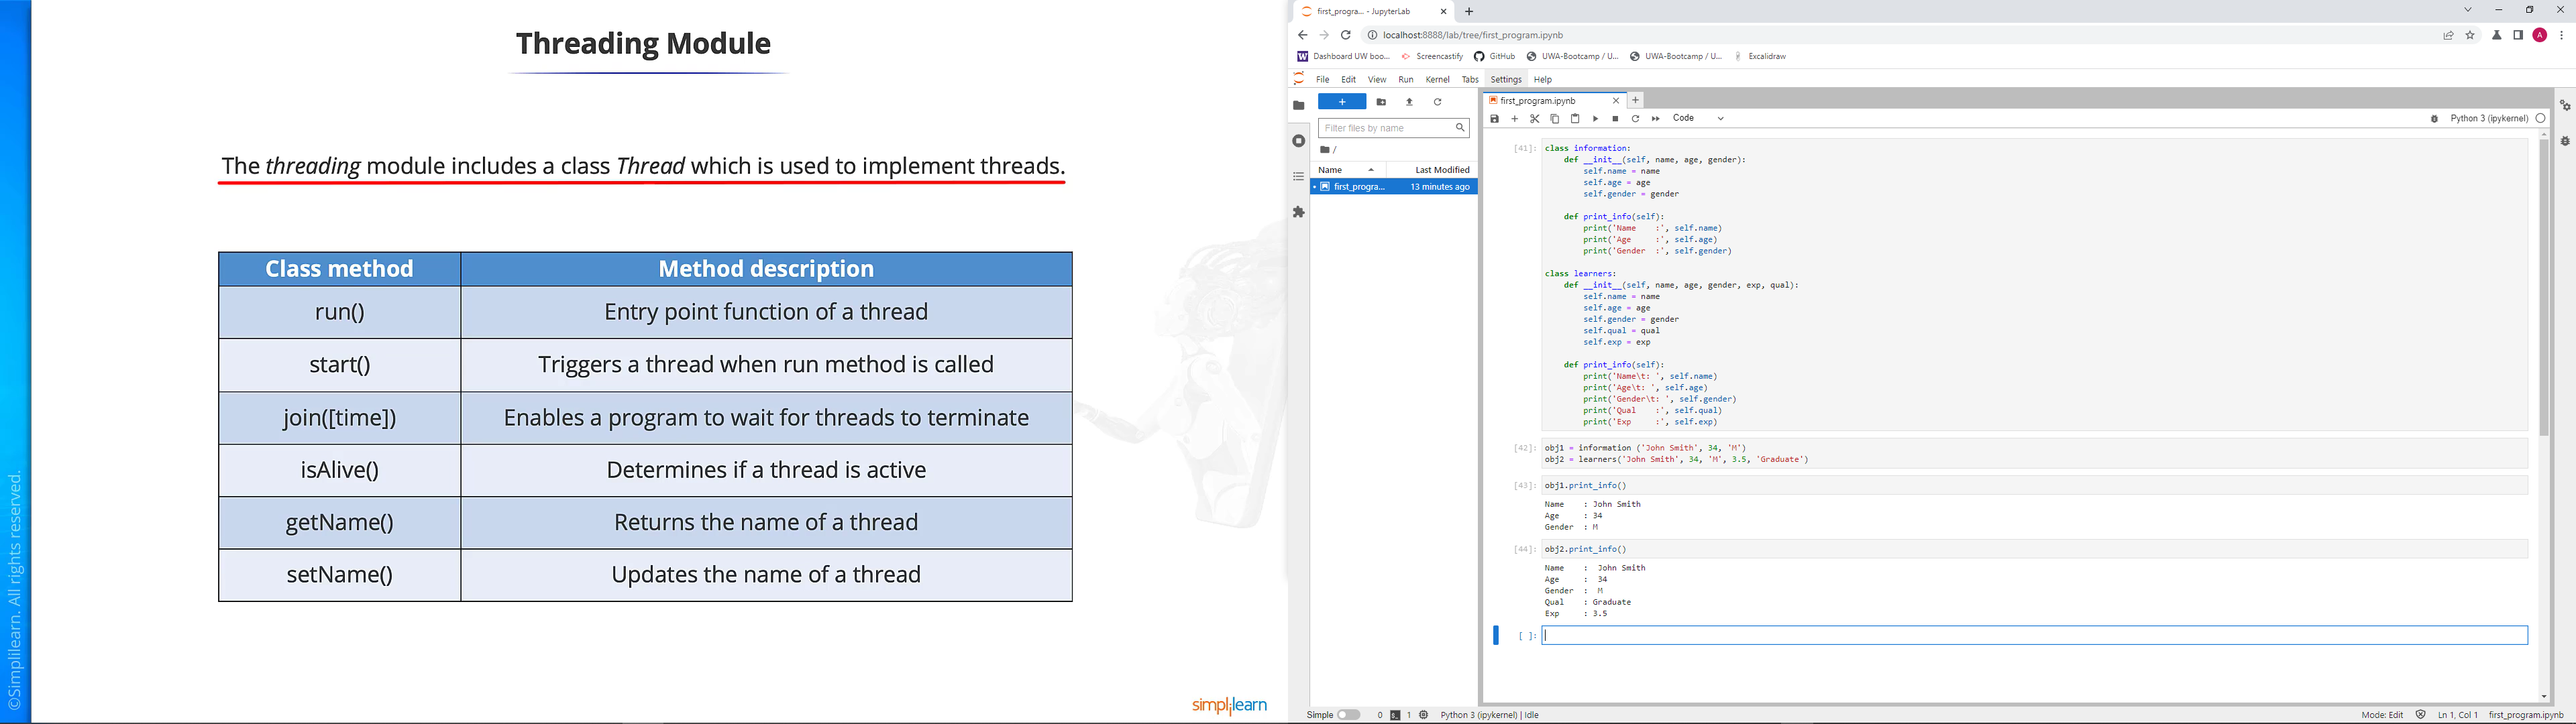 Threading Module
The threading module includes a class Thread which is used to implement threads.
Class method Method description
run() Entry point function of a thread
start() Triggers a thread when run method is called
join([time]) Enables a program to wait for threads to terminate
isAlive() Determines if a thread is active
getName() Returns the name of a thread
setName() Updates the name of a thread
©Simplilearn. All rights reserved.
simplilearn
first_progra... - JupyterLab
localhost:8888/lab/tree/first_program.ipynb
A
Dashboard UW boo... Screencastify GitHub UWA-Bootcamp / U... UWA-Bootcamp / U... Excalidraw
File Edit View Run Kernel Tabs Settings Help
Filter files by name
/
Name Last Modified
first_progra... 13 minutes ago
first_program.ipynb
Code
Python 3 (ipykernel)
[41]: class information:
def __init__(self, name, age, gender):
self.name = name
self.age = age
self.gender = gender
def print_info(self):
print('Name    :', self.name)
print('Age     :', self.age)
print('Gender  :', self.gender)
class learners:
def __init__(self, name, age, gender, exp, qual):
self.name = name
self.age = age
self.gender = gender
self.qual = qual
self.exp = exp
def print_info(self):
print('Name\t: ', self.name)
print('Age\t: ', self.age)
print('Gender\t: ', self.gender)
print('Qual    :', self.qual)
print('Exp     :', self.exp)
[42]: obj1 = information ('John Smith', 34, 'M')
obj2 = learners('John Smith', 34, 'M', 3.5, 'Graduate')
[43]: obj1.print_info()
Name    : John Smith
Age     : 34
Gender  : M
[44]: obj2.print_info()
Name    :  John Smith
Age     :  34
Gender  :  M
Qual    : Graduate
Exp     : 3.5
[ ]:
Simple 0 1 Python 3 (ipykernel) | Idle
Mode: Edit Ln 1, Col 1 first_program.ipynb